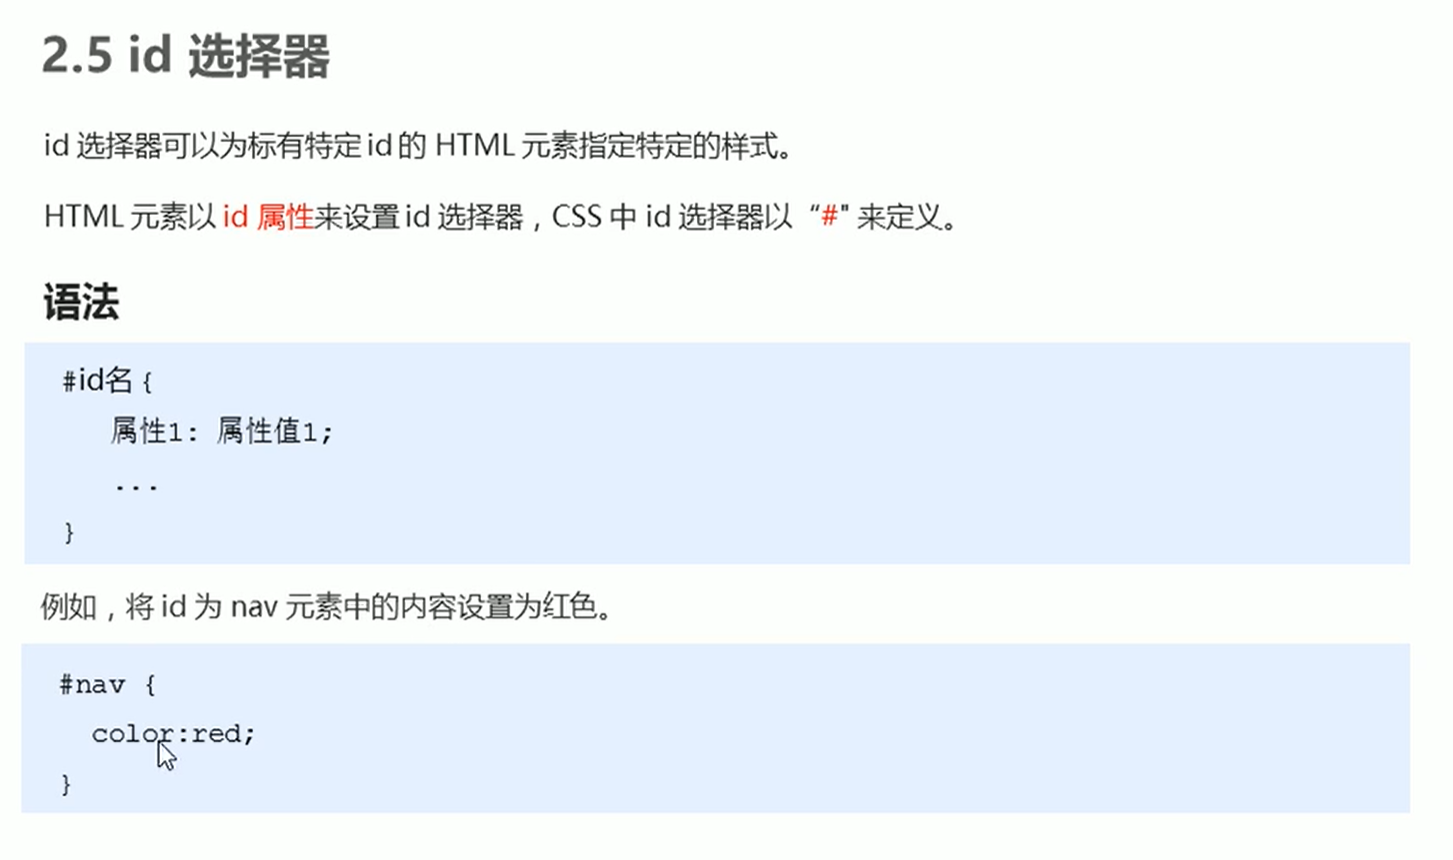 2.5 id 选择器
id 选择器可以为标有特定 id 的 HTML 元素指定特定的样式。
HTML 元素以 id 属性来设置 id 选择器，CSS 中 id 选择器以 “#" 来定义。
语法
#id名 {
属性1: 属性值1;
...
}
例如，将 id 为 nav 元素中的内容设置为红色。
#nav {
color:red;
}